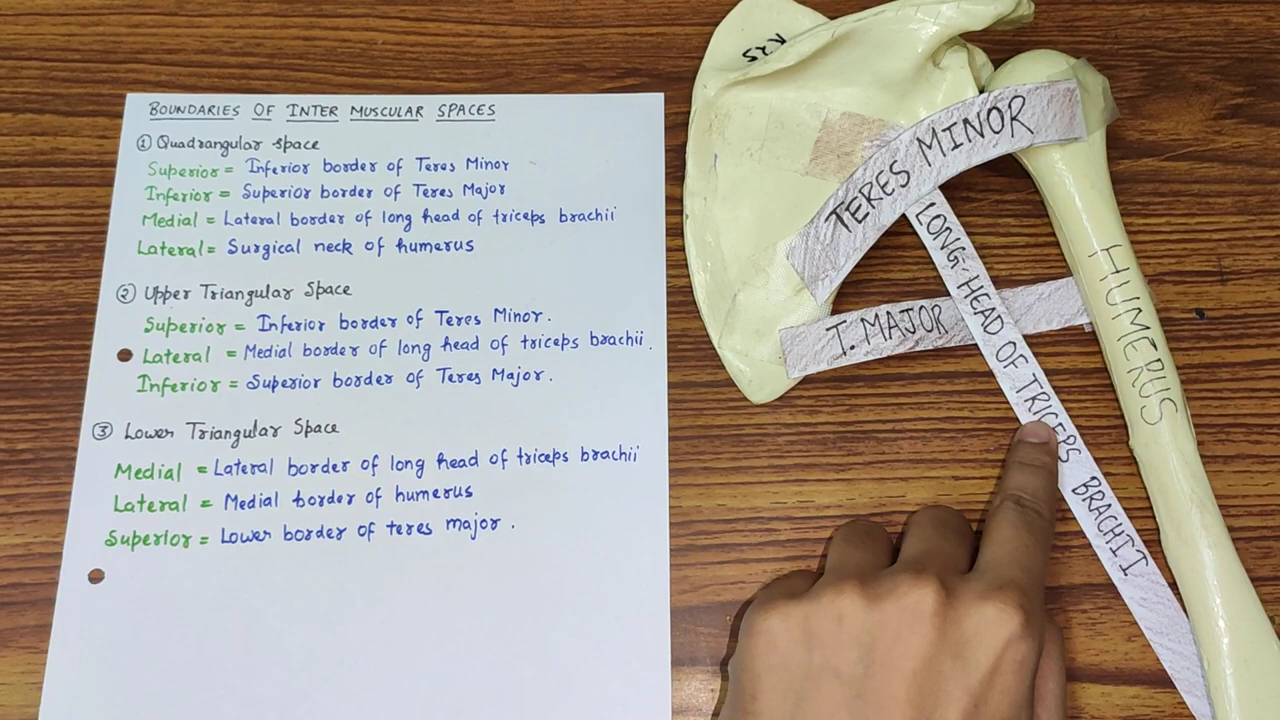 BOUNDARIES OF INTER MUSCULAR SPACES
① Quadrangular space
Superior = Inferior border of Teres Minor
Inferior = Superior border of Teres Major
Medial = Lateral border of long head of triceps brachii
Lateral = Surgical neck of humerus
② Upper Triangular Space
Superior = Inferior border of Teres Minor.
Lateral = Medial border of long head of triceps brachii.
Inferior = Superior border of Teres Major.
③ Lower Triangular Space
Medial = Lateral border of long head of triceps brachii
Lateral = Medial border of humerus
Superior = Lower border of teres major.
TERES MINOR
LONG. HEAD OF TRICEPS BRACHII
T. MAJOR
HUMERUS